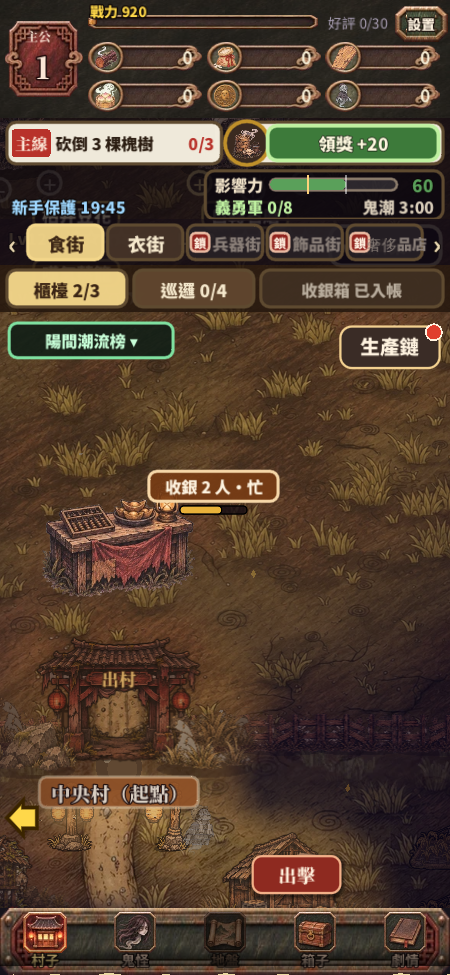 戰力.920
好評 0/30
設置
主公
1
0
0
0
0
0
0
主線 砍倒 3 棵槐樹 0/3
領獎 +20
影響力 60
新手保護 19:45
義勇軍 0/8
鬼潮 3:00
‹
食街
衣街
鎖 兵器街
鎖 飾品街
鎖 奢侈品店
›
櫃檯 2/3
巡邏 0/4
收銀箱 已入帳
陽間潮流榜 ▾
生產鏈
收銀 2 人・忙
出村
中央村（起點）
出擊
村子
鬼怪
地盤
箱子
劇情